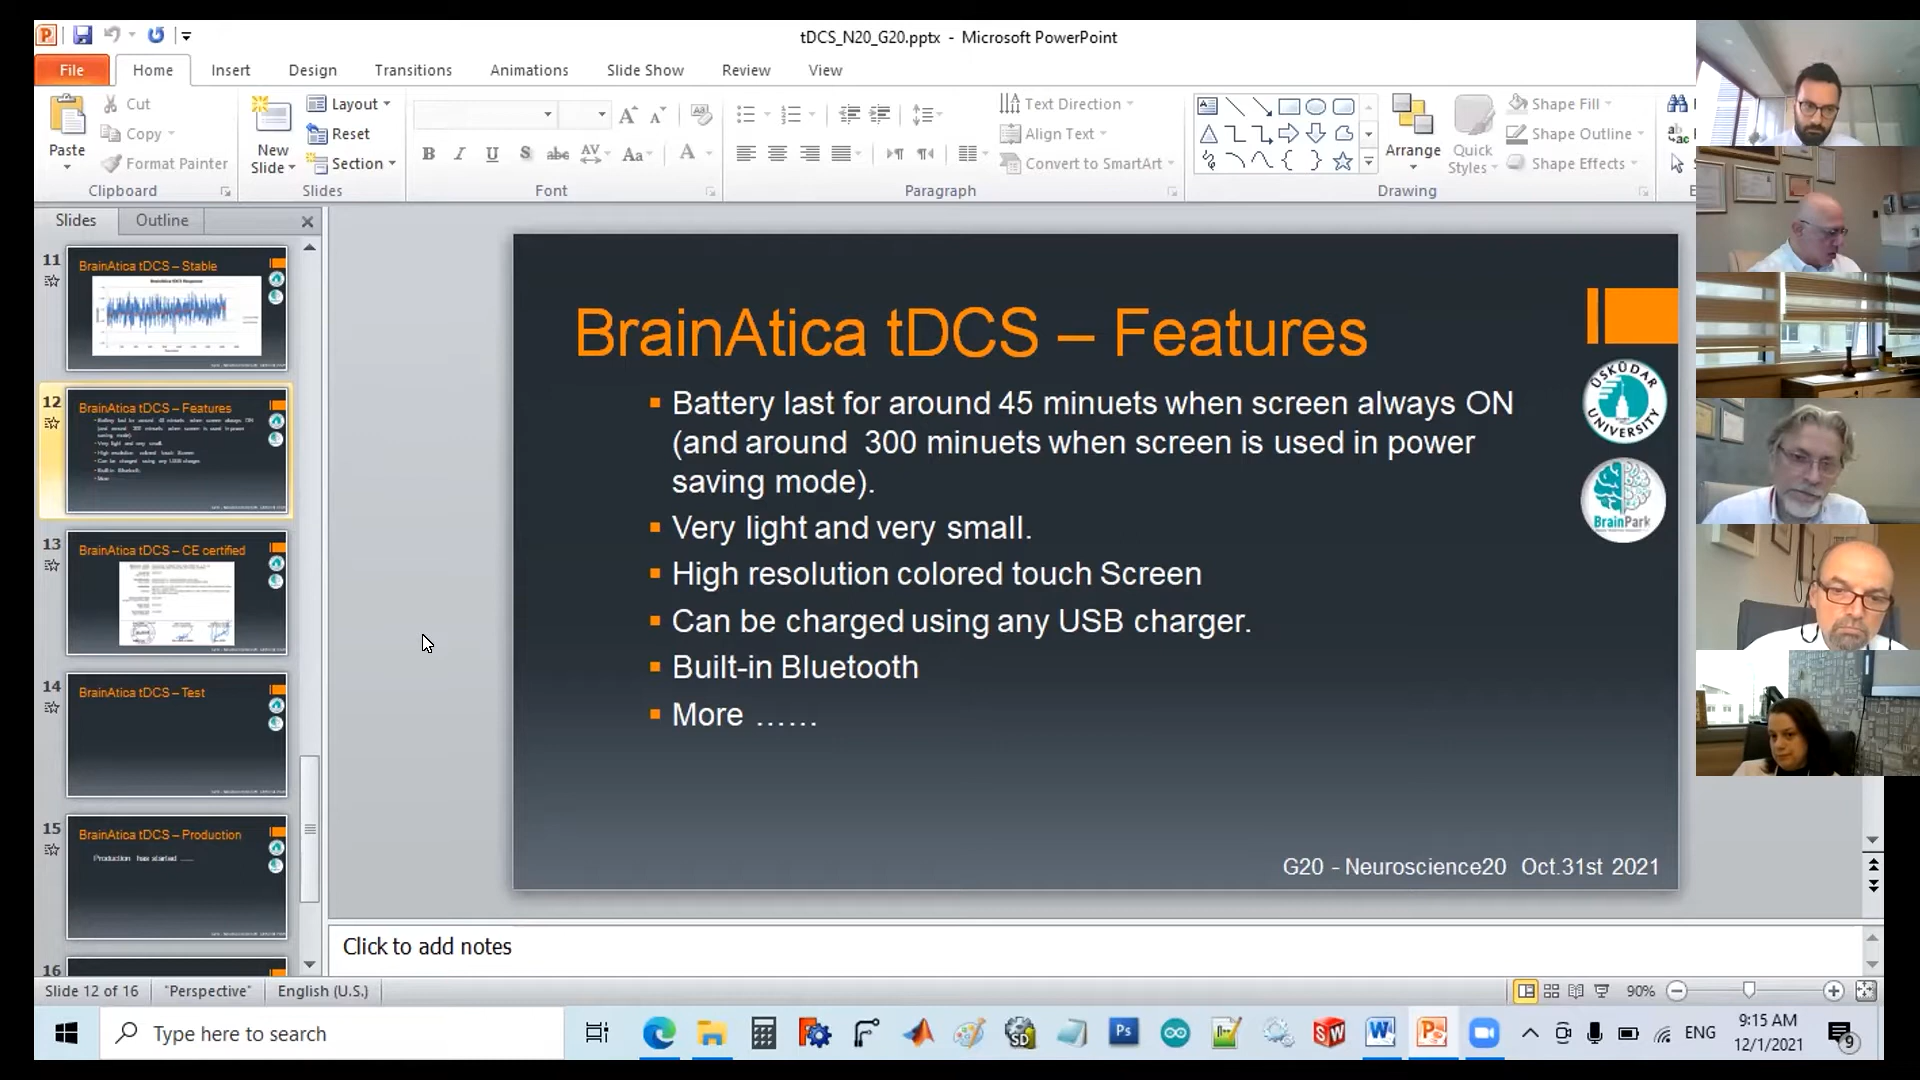 tDCS_N20_G20.pptx - Microsoft PowerPoint
File Home Insert Design Transitions Animations Slide Show Review View
Paste
Cut
Copy
Format Painter
Clipboard
New Slide
Layout
Reset
Section
Slides
Font
Text Direction
Align Text
Convert to SmartArt
Paragraph
Arrange
Quick Styles
Shape Fill
Shape Outline
Shape Effects
Drawing
Slides Outline
11
BrainAtica tDCS – Stable
12
BrainAtica tDCS – Features
13
BrainAtica tDCS – CE certified
14
BrainAtica tDCS – Test
15
BrainAtica tDCS – Production
Production has started ......
16
BrainAtica tDCS – Features
Battery last for around 45 minuets when screen always ON
(and around 300 minuets when screen is used in power
saving mode).
Very light and very small.
High resolution colored touch Screen
Can be charged using any USB charger.
Built-in Bluetooth
More ......
ÜSKÜDAR UNIVERSITY
BrainPark
G20 - Neuroscience20 Oct.31st 2021
Click to add notes
Slide 12 of 16 "Perspective" English (U.S.) 90%
Type here to search
ENG
9:15 AM
12/1/2021
9